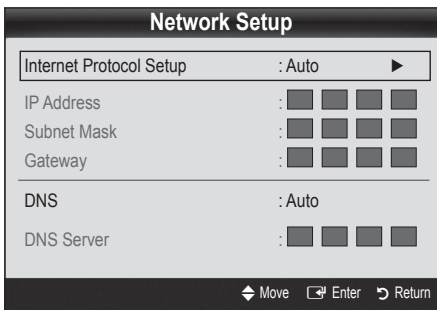 Network Setup
Internet Protocol Setup : Auto ►
IP Address :
Subnet Mask :
Gateway :
DNS : Auto
DNS Server :
Move Enter Return